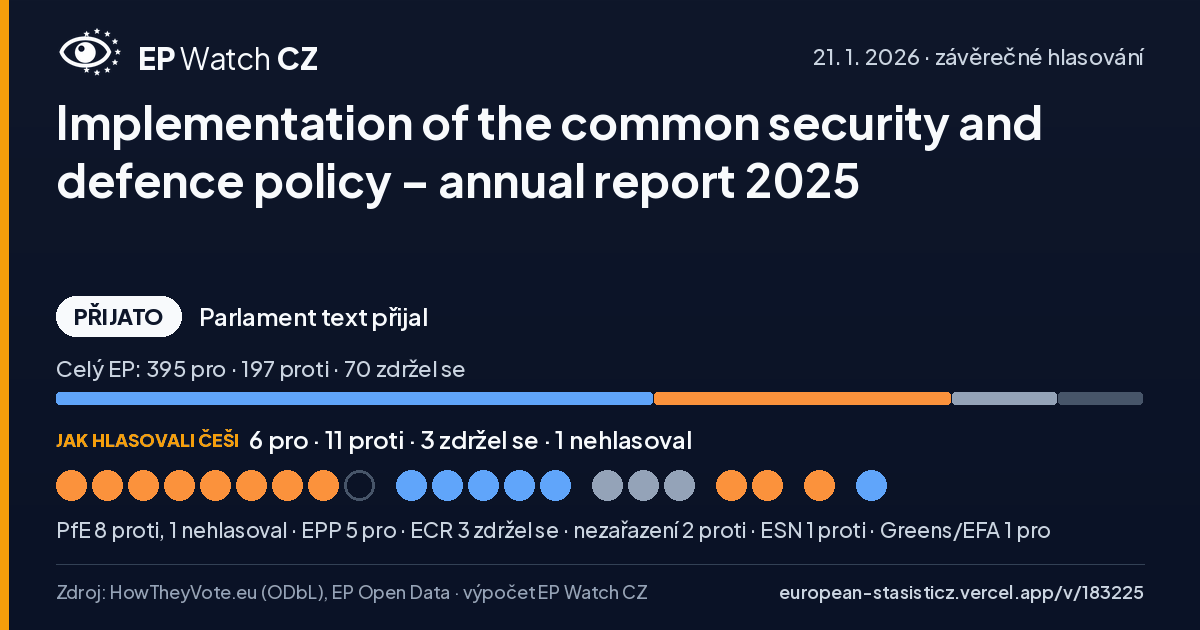 EP Watch CZ
21. 1. 2026 · závěrečné hlasování
Implementation of the common security and
defence policy – annual report 2025
PŘIJATO Parlament text přijal
Celý EP: 395 pro · 197 proti · 70 zdržel se
JAK HLASOVALI ČEŠI 6 pro · 11 proti · 3 zdržel se · 1 nehlasoval
PfE 8 proti, 1 nehlasoval · EPP 5 pro · ECR 3 zdržel se · nezařazení 2 proti · ESN 1 proti · Greens/EFA 1 pro
Zdroj: HowTheyVote.eu (ODbL), EP Open Data · výpočet EP Watch CZ
european-stasisticz.vercel.app/v/183225